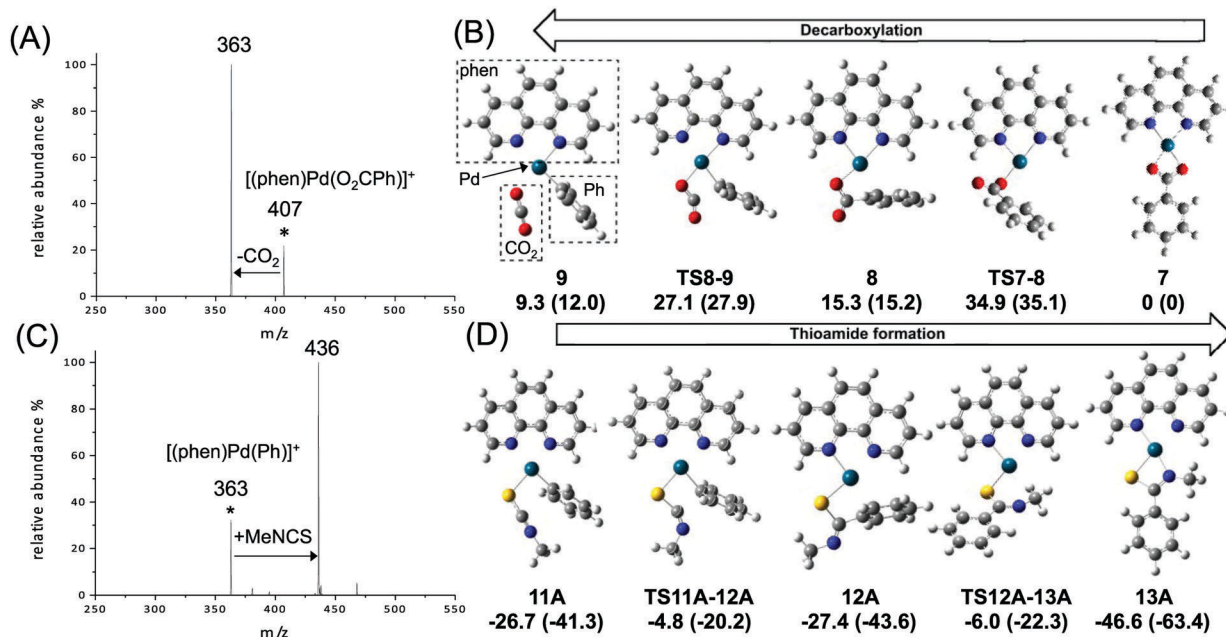 (A)
363
100
80
60
40
20
0
relative abundance %
[(phen)Pd(O₂CPh)]⁺
407
*
-CO₂
250
300
350
400
450
500
550
m/z
(B)
Decarboxylation
phen
Pd
Ph
CO₂
9
9.3 (12.0)
TS8-9
27.1 (27.9)
8
15.3 (15.2)
TS7-8
34.9 (35.1)
7
0 (0)
(C)
436
100
80
60
40
20
0
relative abundance %
[(phen)Pd(Ph)]⁺
363
*
+MeNCS
250
300
350
400
450
500
550
m/z
(D)
Thioamide formation
11A
-26.7 (-41.3)
TS11A-12A
-4.8 (-20.2)
12A
-27.4 (-43.6)
TS12A-13A
-6.0 (-22.3)
13A
-46.6 (-63.4)